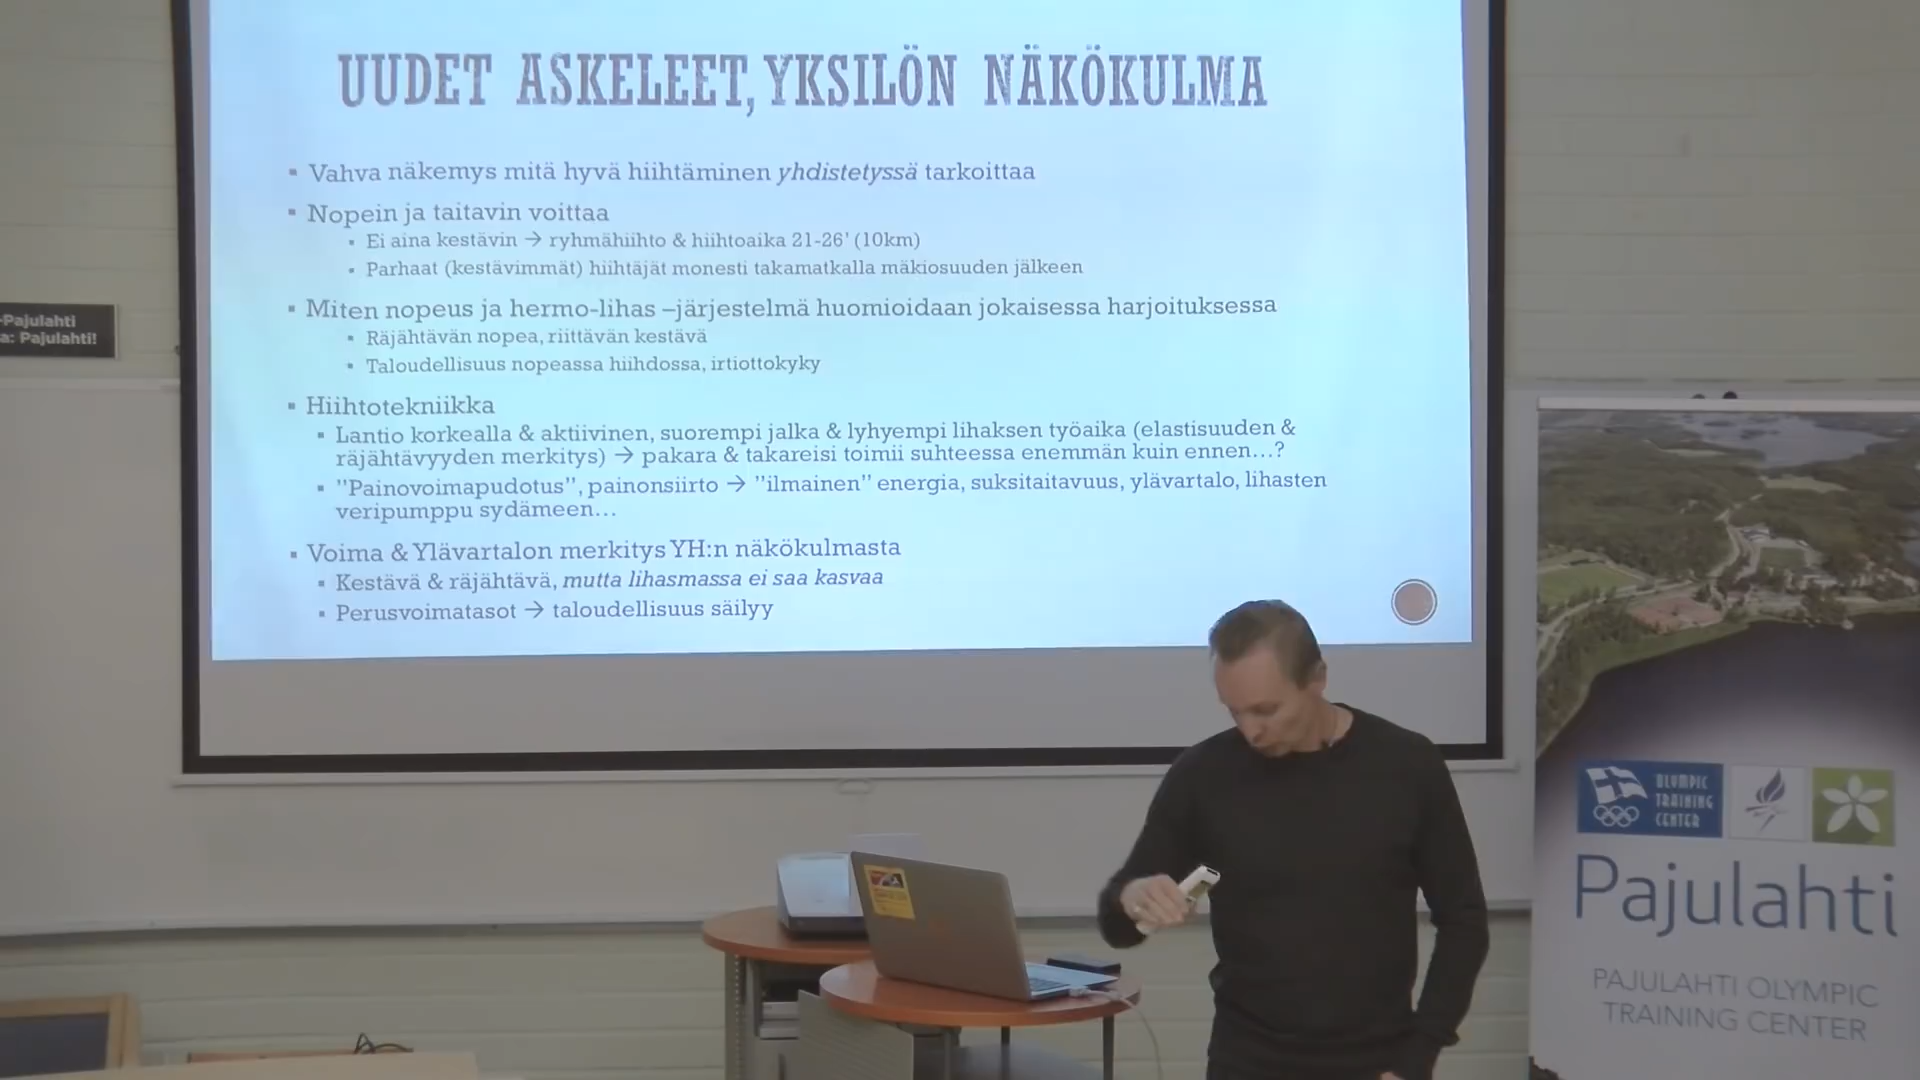 UUDET ASKELEET, YKSILÖN NÄKÖKULMA
Vahva näkemys mitä hyvä hiihtäminen yhdistetyssä tarkoittaa
Nopein ja taitavin voittaa
Ei aina kestävin → ryhmähiihto & hiihtoaika 21-26' (10km)
Parhaat (kestävimmät) hiihtäjät monesti takamatkalla mäkiosuuden jälkeen
Miten nopeus ja hermo-lihas –järjestelmä huomioidaan jokaisessa harjoituksessa
Räjähtävän nopea, riittävän kestävä
Taloudellisuus nopeassa hiihdossa, irtiottokyky
Hiihtotekniikka
Lantio korkealla & aktiivinen, suorempi jalka & lyhyempi lihaksen työaika (elastisuuden &
räjähtävyyden merkitys) → pakara & takareisi toimii suhteessa enemmän kuin ennen…?
"Painovoimapudotus", painonsiirto → "ilmainen" energia, suksitaitavuus, ylävartalo, lihasten
veripumppu sydämeen…
Voima & Ylävartalon merkitys YH:n näkökulmasta
Kestävä & räjähtävä, mutta lihasmassa ei saa kasvaa
Perusvoimatasot → taloudellisuus säilyy
-Pajulahti
a: Pajulahti!
OLYMPIC
TRAINING
CENTER
Pajulahti
PAJULAHTI OLYMPIC
TRAINING CENTER